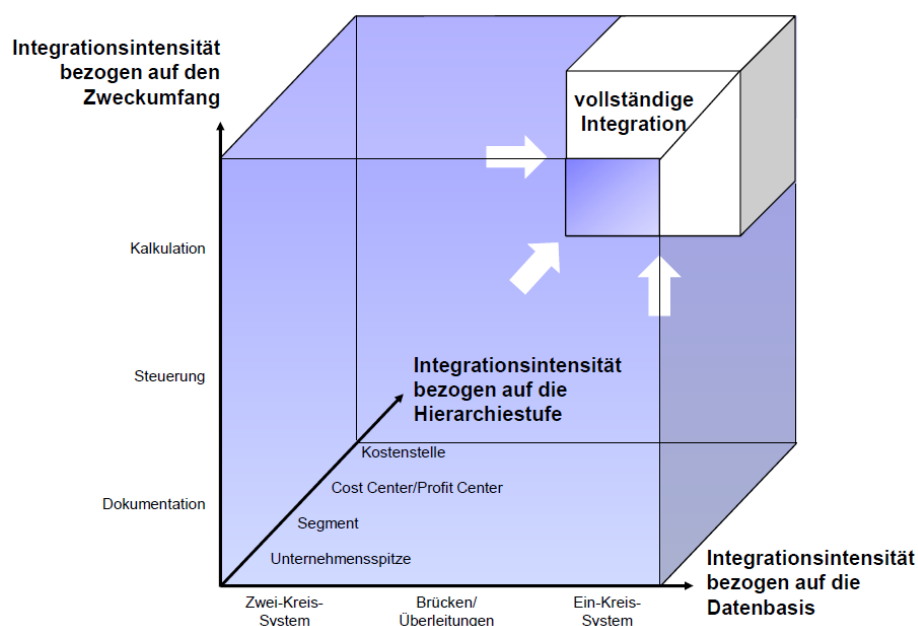 Integrationsintensität
bezogen auf den
Zweckumfang
vollständige
Integration
Kalkulation
Steuerung
Dokumentation
Integrationsintensität
bezogen auf die
Hierarchiestufe
Kostenstelle
Cost Center/Profit Center
Segment
Unternehmensspitze
Integrationsintensität
bezogen auf die
Datenbasis
Zwei-Kreis-
System
Brücken/
Überleitungen
Ein-Kreis-
System